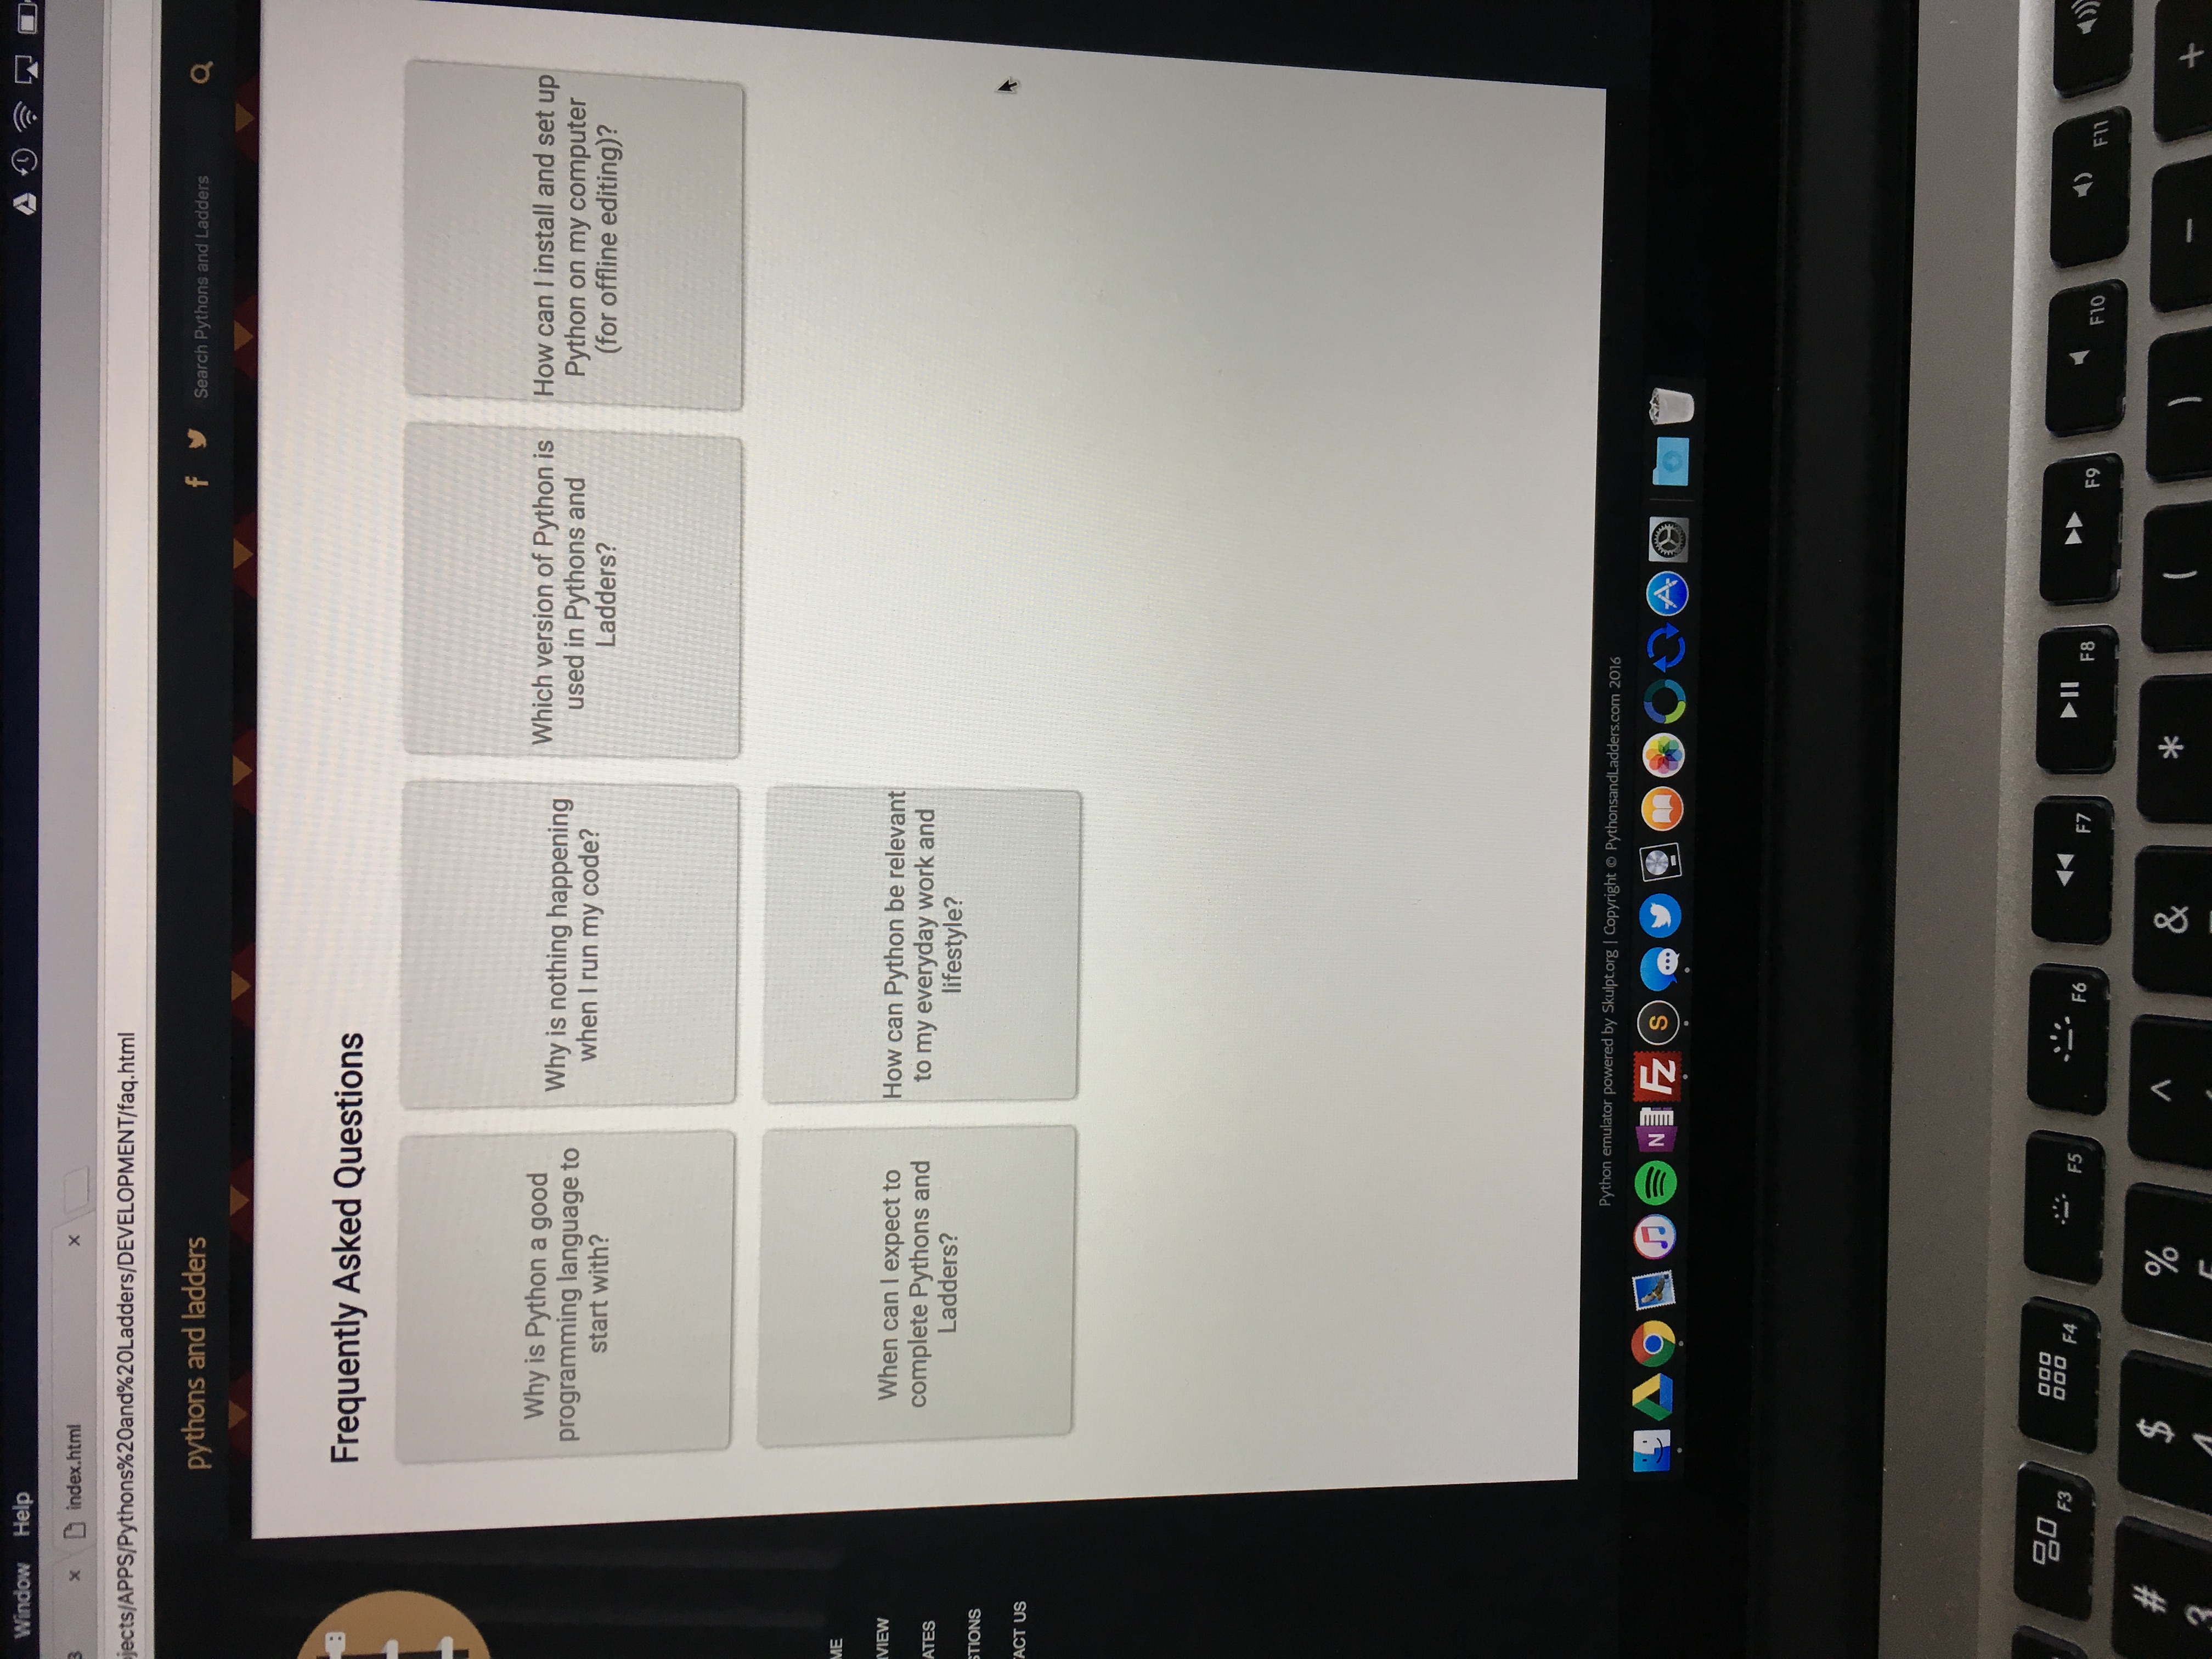 Window Help
3
index.html
jects/APPS/Pythons%20and%20Ladders/DEVELOPMENT/faq.html
pythons and ladders
f
Search Pythons and Ladders
Frequently Asked Questions
Why is Python a good
programming language to
start with?
Why is nothing happening
when I run my code?
Which version of Python is
used in Pythons and
Ladders?
How can I install and set up
Python on my computer
(for offline editing)?
When can I expect to
complete Pythons and
Ladders?
How can Python be relevant
to my everyday work and
lifestyle?
ME
VIEW
ATES
STIONS
ACT US
Python emulator powered by Skulpt.org | Copyright © PythonsandLadders.com 2016
N
Fz
S
F3
F4
F5
F6
F7
F8
F9
F10
F11
# $ % ^ & * ( ) – +
3 4 5